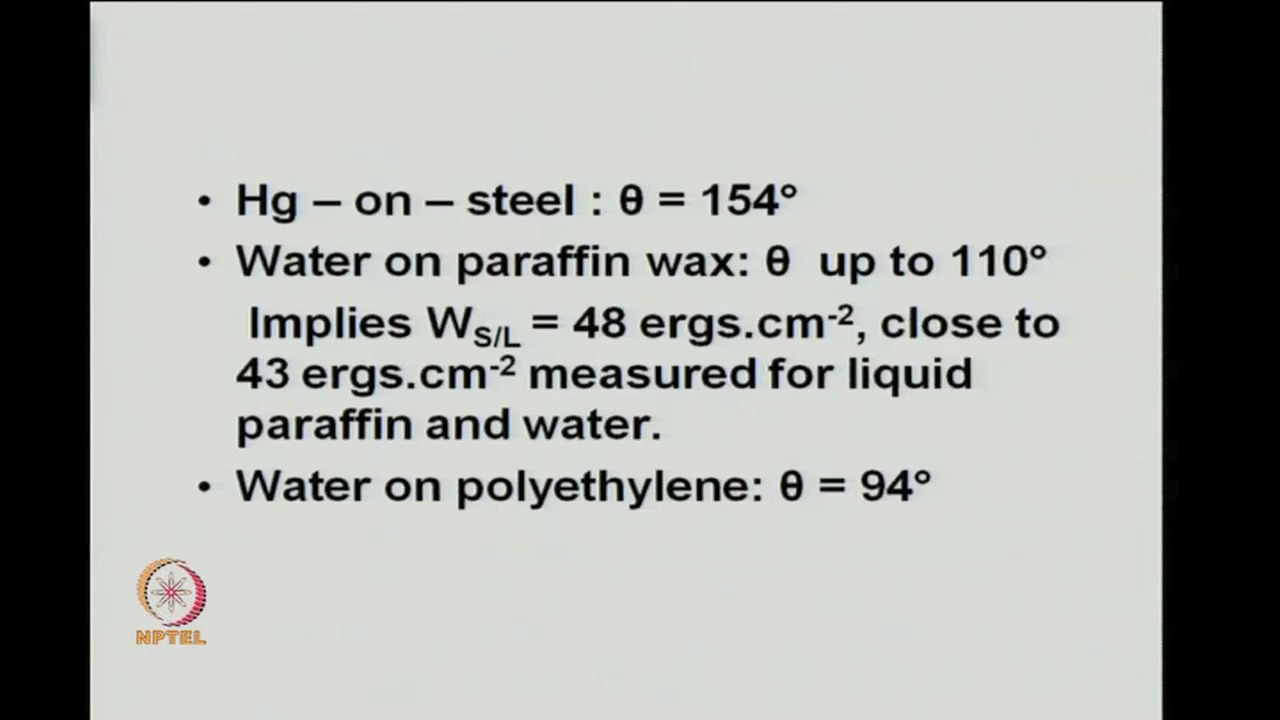 • Hg – on – steel : θ = 154°
• Water on paraffin wax: θ up to 110°
Implies W_S/L = 48 ergs.cm⁻², close to
43 ergs.cm⁻² measured for liquid
paraffin and water.
• Water on polyethylene: θ = 94°
NPTEL